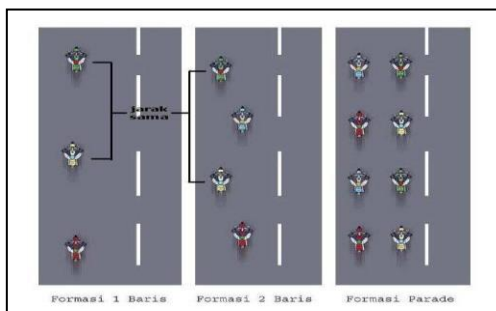 jarak
sama
Formasi 1 Baris
Formasi 2 Baris
Formasi Parade